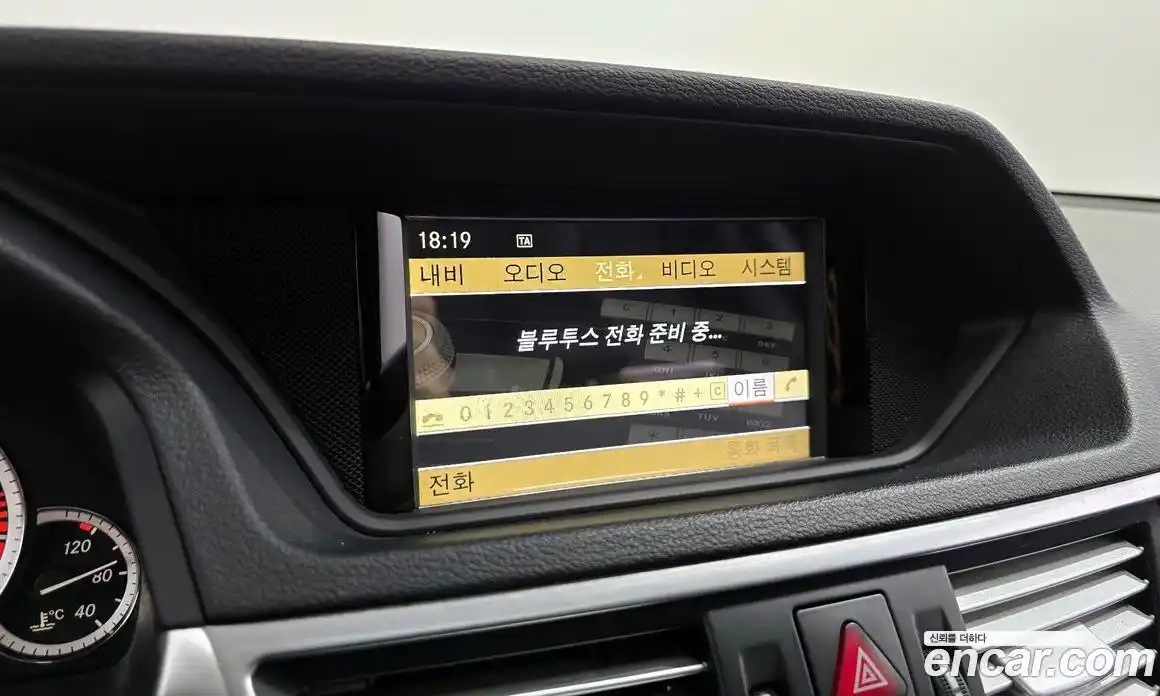 18:19 TA
내비 오디오 전화 비디오 시스템
블루투스 전화 준비 중...
0 1 2 3 4 5 6 7 8 9 * # + C 이름
통화 목록
전화
120
80
°C 40
신뢰를 더하다
encar.com